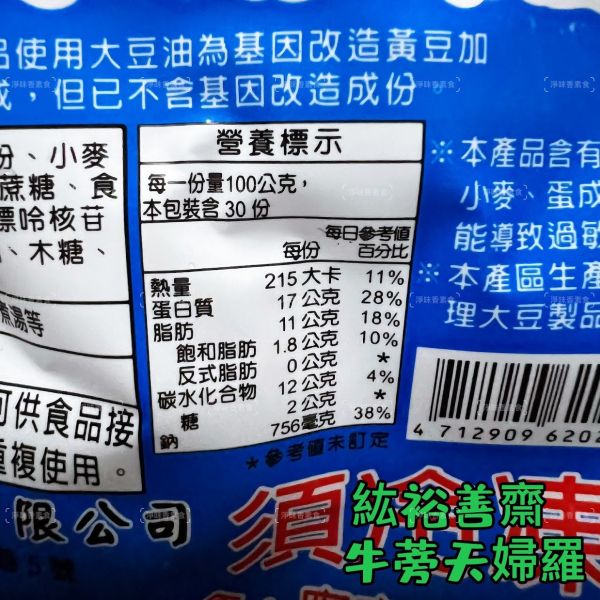 品使用大豆油為基因改造黃豆加
成，但已不含基因改造成份
份、小麥
蔗糖、食
嘌呤核苷
、木糖、
煮湯等
可供食品接
重複使用。
營養標示
每一份量100公克，
本包裝含30份
每份 每日參考值百分比
熱量 215大卡 11%
蛋白質 17公克 28%
脂肪 11公克 18%
飽和脂肪 1.8公克 10%
反式脂肪 0公克 *
碳水化合物 12公克 4%
糖 2公克 *
鈉 756毫克 38%
*參考值未訂定
※本產品含有
小麥、蛋成
能導致過敏
※本產區生產
理大豆製品
4 712909 6202
限公司
須冷凍
5號
紘裕善齋
牛蒡天婦羅
淨味香素食